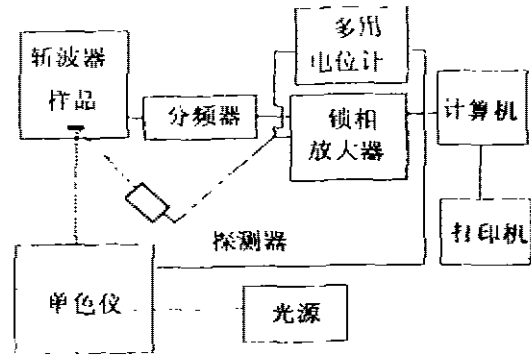 多用
电位计
斩波器
样品
分频器
锁相
放大器
计算机
探测器
打印机
单色仪
光源